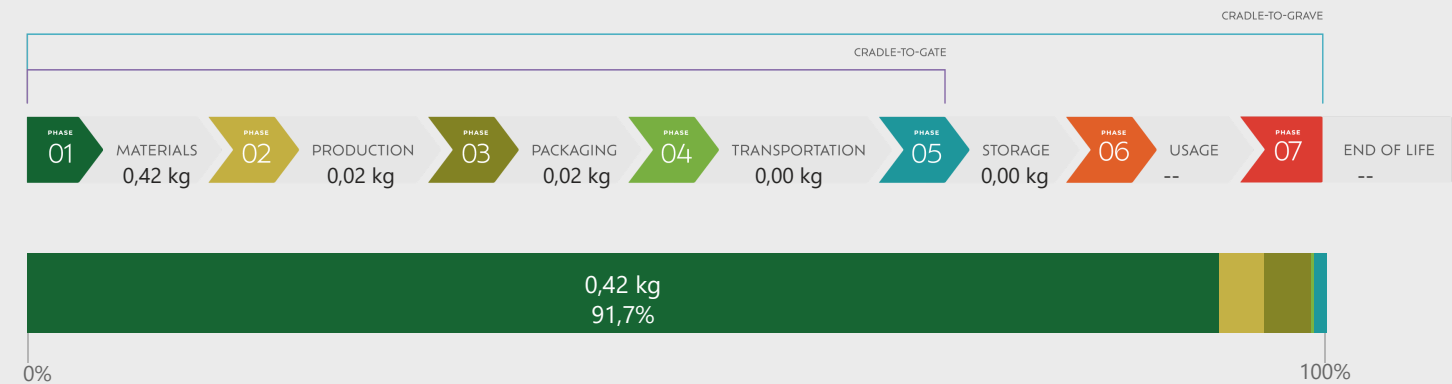 CRADLE-TO-GRAVE
CRADLE-TO-GATE
PHASE
01
MATERIALS
0,42 kg
PHASE
02
PRODUCTION
0,02 kg
PHASE
03
PACKAGING
0,02 kg
PHASE
04
TRANSPORTATION
0,00 kg
PHASE
05
STORAGE
0,00 kg
PHASE
06
USAGE
--
PHASE
07
END OF LIFE
--
0,42 kg
91,7%
0%
100%